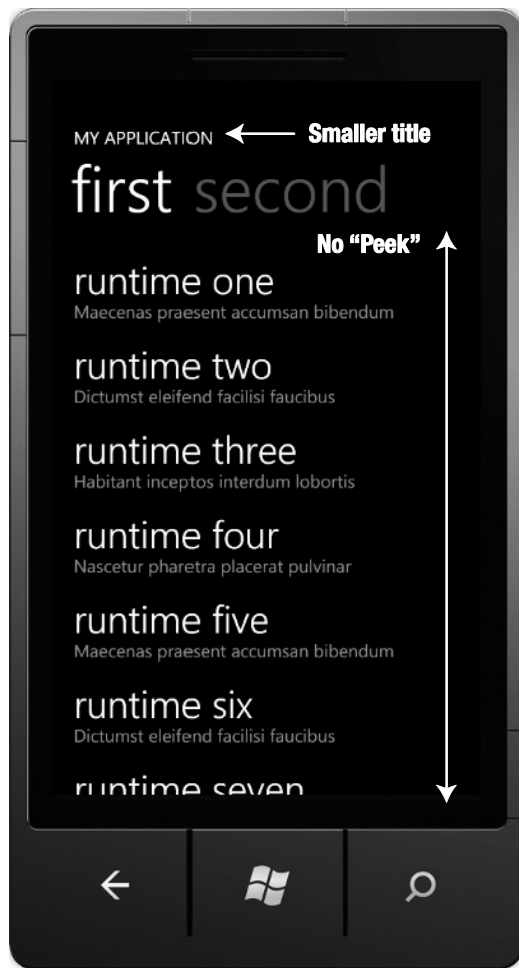 MY APPLICATION
Smaller title
first second
No “Peek”
runtime one
Maecenas praesent accumsan bibendum
runtime two
Dictumst eleifend facilisi faucibus
runtime three
Habitant inceptos interdum lobortis
runtime four
Nascetur pharetra placerat pulvinar
runtime five
Maecenas praesent accumsan bibendum
runtime six
Dictumst eleifend facilisi faucibus
runtime seven